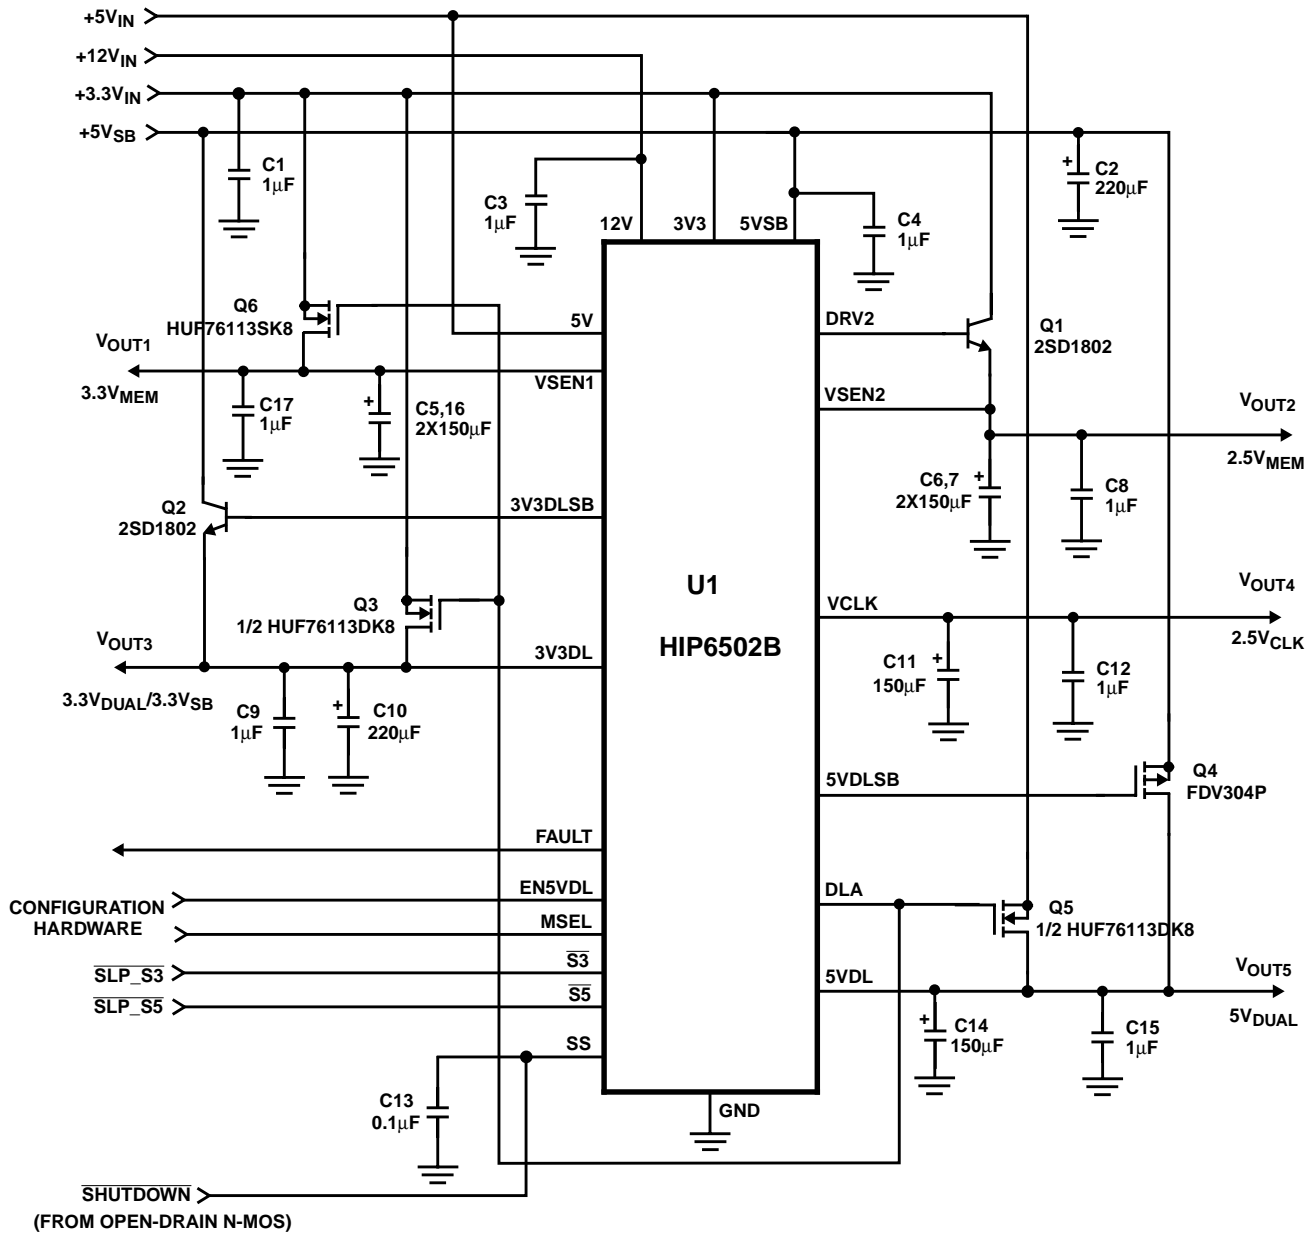 +5VIN
+12VIN
+3.3VIN
+5VSB
C1
1µF
C3
1µF
C4
1µF
C2
220µF
12V
3V3
5VSB
Q6
HUF76113SK8
5V
DRV2
Q1
2SD1802
VOUT1
3.3VMEM
VSEN1
VSEN2
C17
1µF
C5,16
2X150µF
VOUT2
2.5VMEM
C6,7
2X150µF
C8
1µF
Q2
2SD1802
3V3DLSB
U1
HIP6502B
Q3
1/2 HUF76113DK8
VCLK
VOUT4
2.5VCLK
VOUT3
3.3VDUAL/3.3VSB
3V3DL
C11
150µF
C12
1µF
C9
1µF
C10
220µF
5VDLSB
Q4
FDV304P
FAULT
EN5VDL
CONFIGURATION
HARDWARE
MSEL
DLA
Q5
1/2 HUF76113DK8
SLP_S3
S3
SLP_S5
S5
5VDL
VOUT5
5VDUAL
C14
150µF
C15
1µF
SS
C13
0.1µF
GND
SHUTDOWN
(FROM OPEN-DRAIN N-MOS)